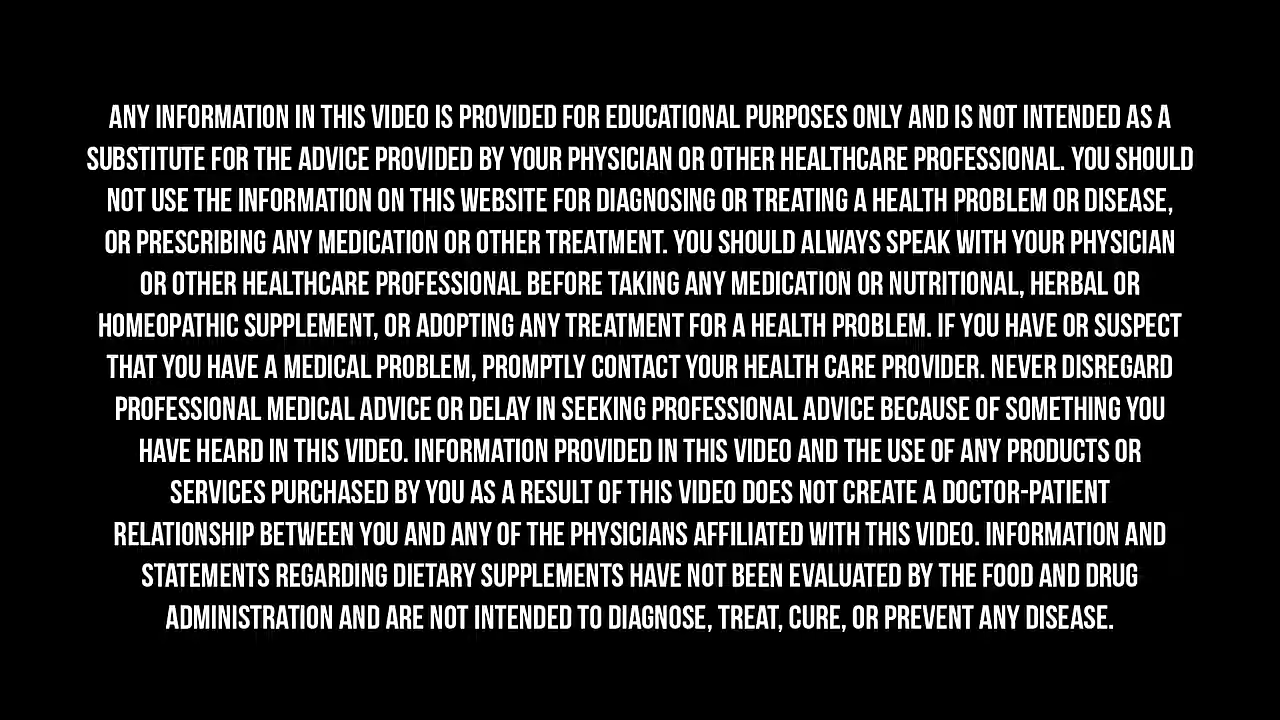 ANY INFORMATION IN THIS VIDEO IS PROVIDED FOR EDUCATIONAL PURPOSES ONLY AND IS NOT INTENDED AS A
SUBSTITUTE FOR THE ADVICE PROVIDED BY YOUR PHYSICIAN OR OTHER HEALTHCARE PROFESSIONAL. YOU SHOULD
NOT USE THE INFORMATION ON THIS WEBSITE FOR DIAGNOSING OR TREATING A HEALTH PROBLEM OR DISEASE,
OR PRESCRIBING ANY MEDICATION OR OTHER TREATMENT. YOU SHOULD ALWAYS SPEAK WITH YOUR PHYSICIAN
OR OTHER HEALTHCARE PROFESSIONAL BEFORE TAKING ANY MEDICATION OR NUTRITIONAL, HERBAL OR
HOMEOPATHIC SUPPLEMENT, OR ADOPTING ANY TREATMENT FOR A HEALTH PROBLEM. IF YOU HAVE OR SUSPECT
THAT YOU HAVE A MEDICAL PROBLEM, PROMPTLY CONTACT YOUR HEALTH CARE PROVIDER. NEVER DISREGARD
PROFESSIONAL MEDICAL ADVICE OR DELAY IN SEEKING PROFESSIONAL ADVICE BECAUSE OF SOMETHING YOU
HAVE HEARD IN THIS VIDEO. INFORMATION PROVIDED IN THIS VIDEO AND THE USE OF ANY PRODUCTS OR
SERVICES PURCHASED BY YOU AS A RESULT OF THIS VIDEO DOES NOT CREATE A DOCTOR-PATIENT
RELATIONSHIP BETWEEN YOU AND ANY OF THE PHYSICIANS AFFILIATED WITH THIS VIDEO. INFORMATION AND
STATEMENTS REGARDING DIETARY SUPPLEMENTS HAVE NOT BEEN EVALUATED BY THE FOOD AND DRUG
ADMINISTRATION AND ARE NOT INTENDED TO DIAGNOSE, TREAT, CURE, OR PREVENT ANY DISEASE.